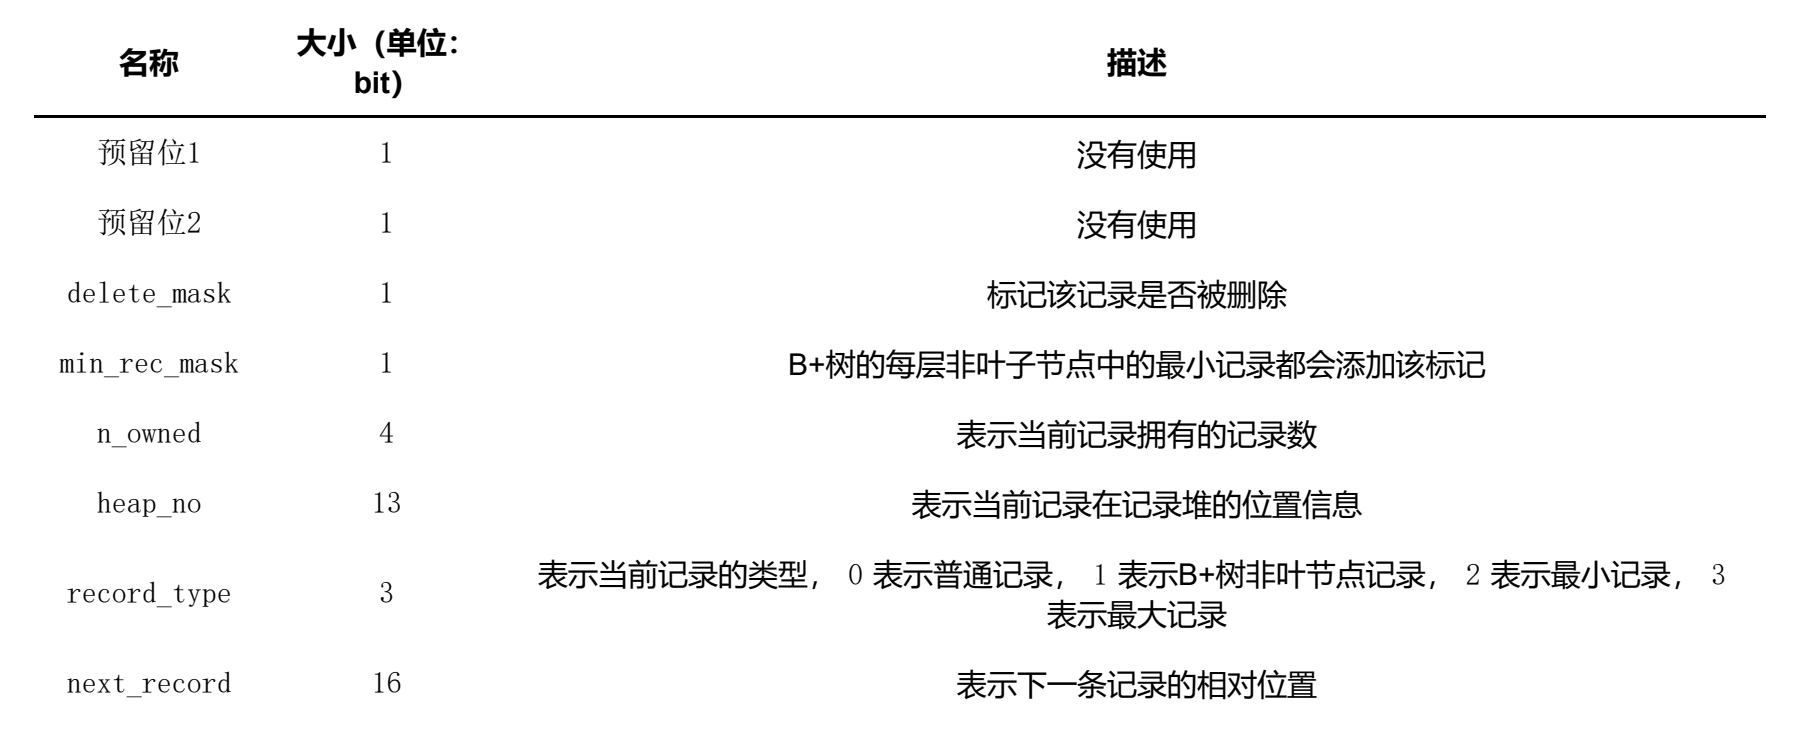 名称 大小（单位：bit） 描述
预留位1 1 没有使用
预留位2 1 没有使用
delete_mask 1 标记该记录是否被删除
min_rec_mask 1 B+树的每层非叶子节点中的最小记录都会添加该标记
n_owned 4 表示当前记录拥有的记录数
heap_no 13 表示当前记录在记录堆的位置信息
record_type 3 表示当前记录的类型， 0 表示普通记录， 1 表示B+树非叶节点记录， 2 表示最小记录， 3
表示最大记录
next_record 16 表示下一条记录的相对位置